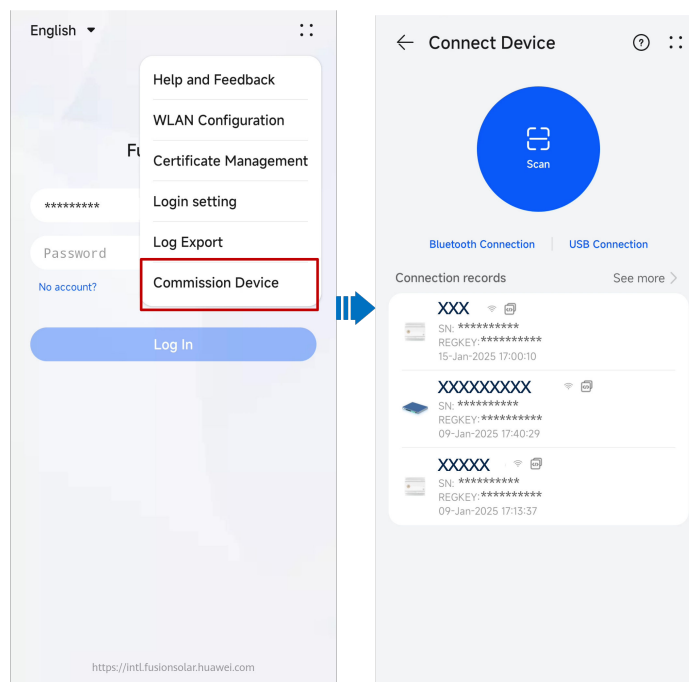 English
Help and Feedback
WLAN Configuration
Fu
Certificate Management
*********
Login setting
Password
Log Export
No account?
Commission Device
Log In
https://intl.fusionsolar.huawei.com
Connect Device
Scan
Bluetooth Connection
USB Connection
Connection records
See more
XXX
SN: **********
REGKEY:**********
15-Jan-2025 17:00:10
XXXXXXXXX
SN: **********
REGKEY:**********
09-Jan-2025 17:40:29
XXXXX
SN: **********
REGKEY:**********
09-Jan-2025 17:13:37